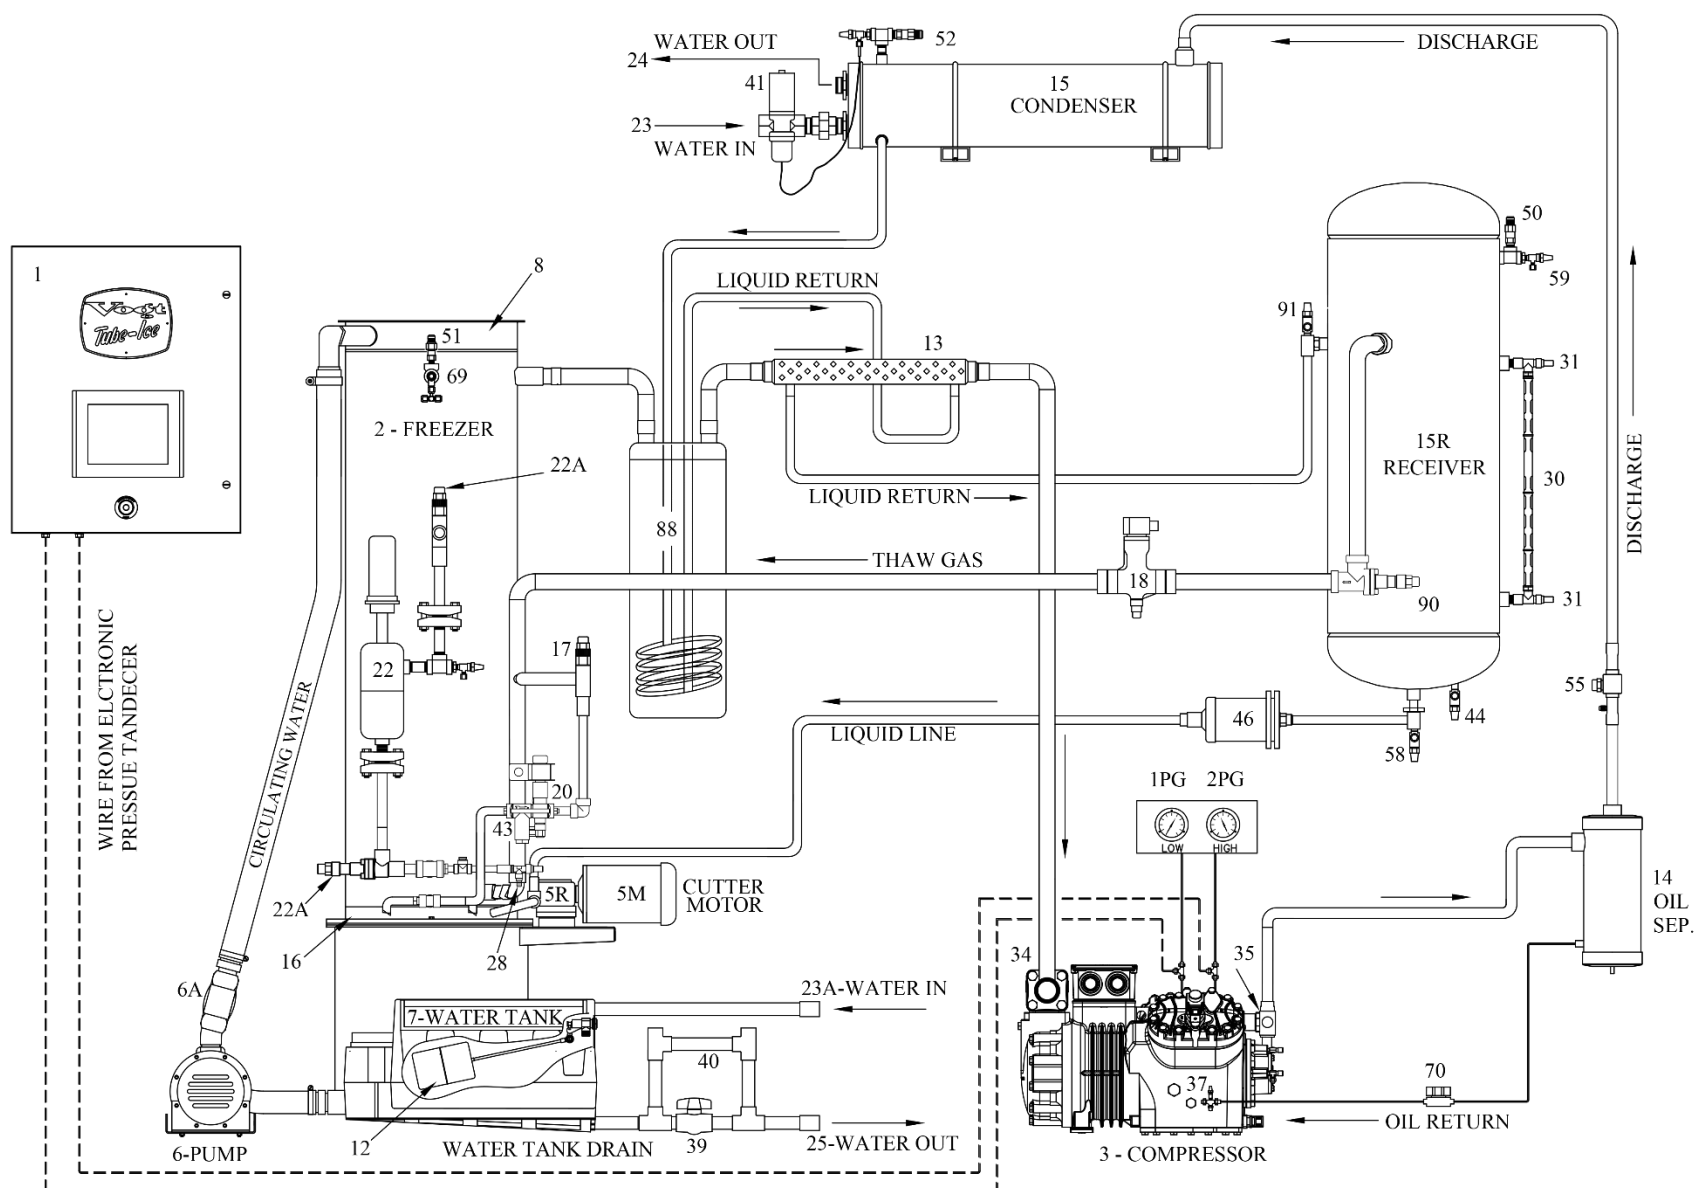 WATER OUT
24
41
23
WATER IN
52
15
CONDENSER
DISCHARGE
1
Vogt
Tube-Ice
8
51
69
2 - FREEZER
22A
LIQUID RETURN
13
91
LIQUID RETURN
50
59
31
15R
RECEIVER
30
31
DISCHARGE
88
THAW GAS
18
90
WIRE FROM ELCTRONIC
PRESSUE TANDECER
CIRCULATING WATER
22
17
20
43
LIQUID LINE
46
58
44
55
1PG
2PG
LOW
HIGH
22A
16
28
5R
5M
CUTTER
MOTOR
14
OIL
SEP.
34
35
6A
7-WATER TANK
23A-WATER IN
40
37
70
OIL RETURN
6-PUMP
12
WATER TANK DRAIN
39
25-WATER OUT
3 - COMPRESSOR